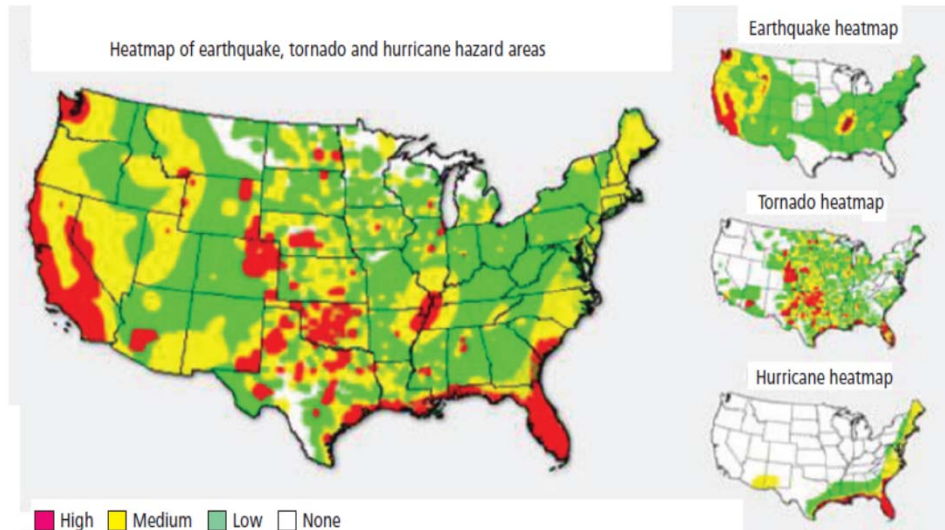 Heatmap of earthquake, tornado and hurricane hazard areas
Earthquake heatmap
Tornado heatmap
Hurricane heatmap
High Medium Low None